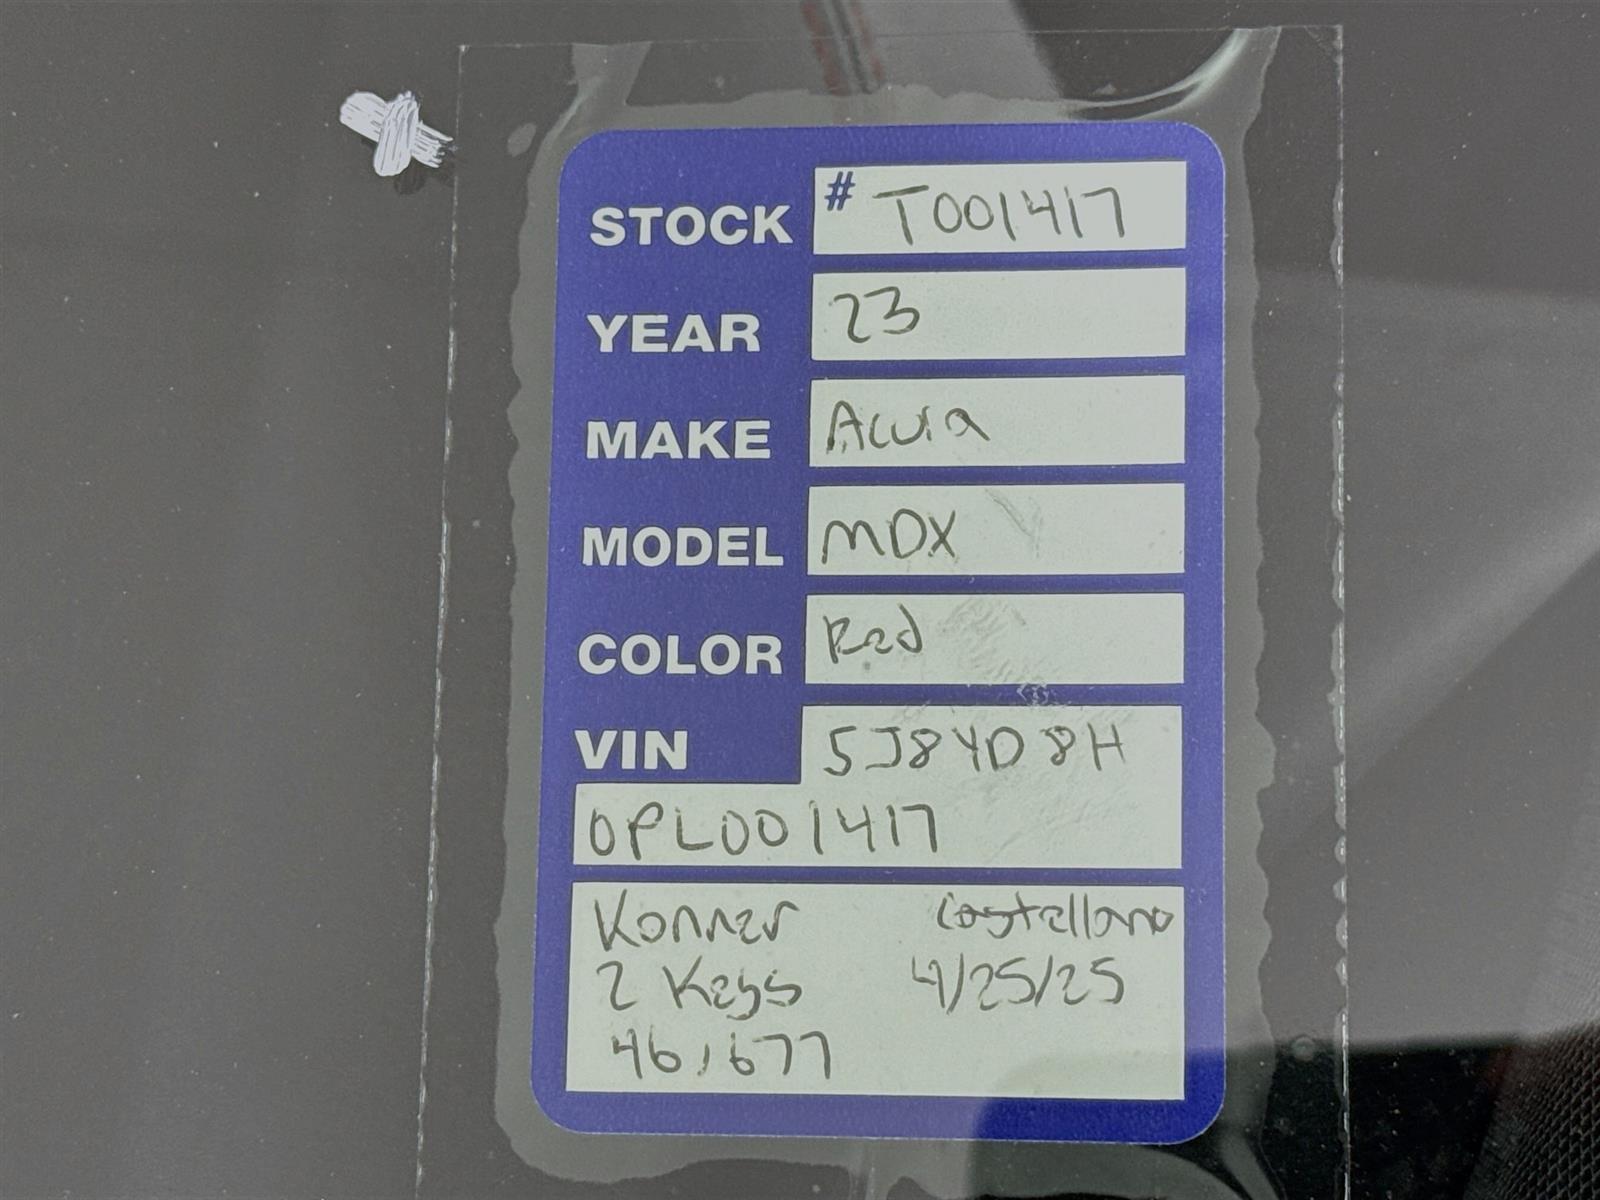 STOCK # T001417
YEAR 23
MAKE Acura
MODEL MDX
COLOR Red
VIN 5J8YD8H
0PL001417
Konner Castellano
2 Keys 4/25/25
46,677